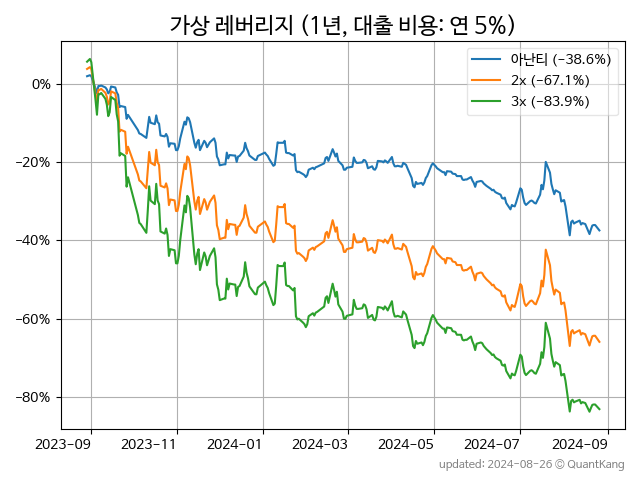 가상 레버리지 (1년, 대출 비용: 연 5%)
아난티 (−38.6%)
2x (−67.1%)
3x (−83.9%)
0%
−20%
−40%
−60%
−80%
2023-09 2023-11 2024-01 2024-03 2024-05 2024-07 2024-09
updated: 2024-08-26 © QuantKang